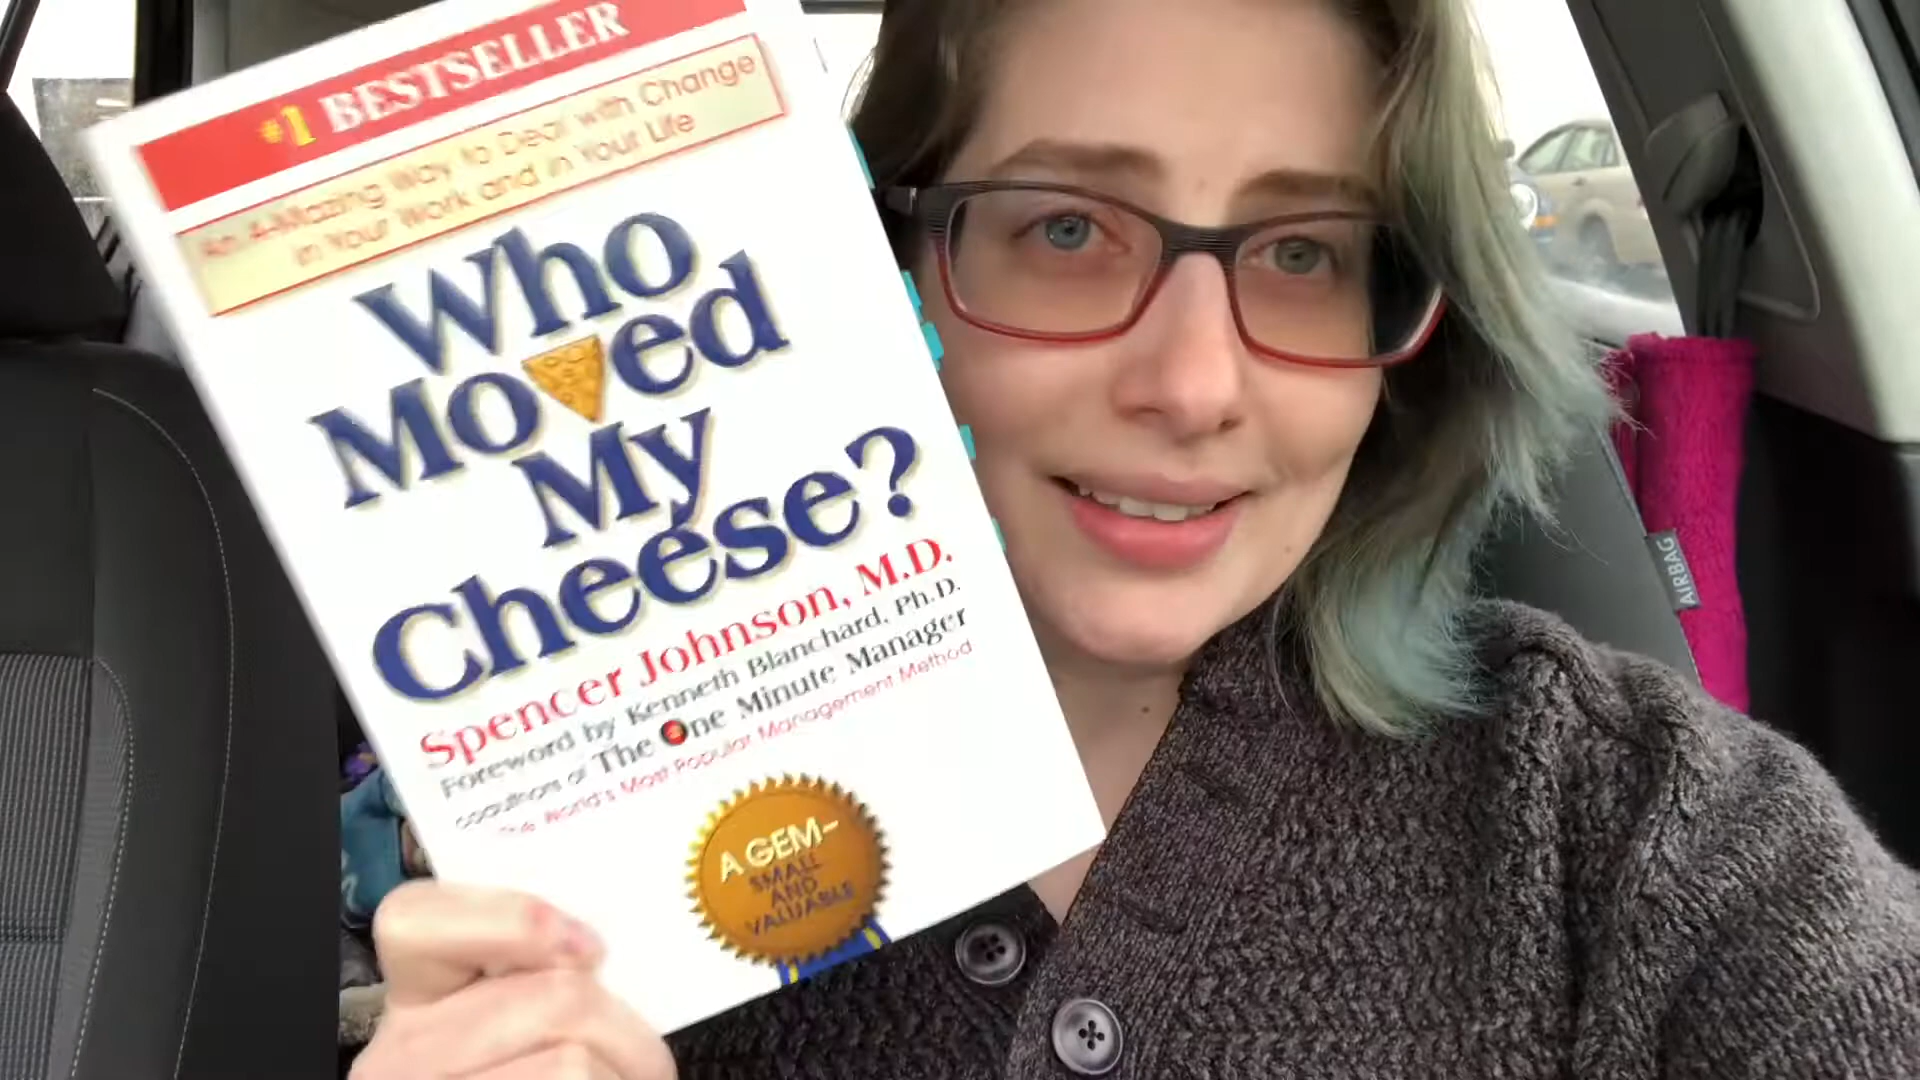 #1 BESTSELLER
An A-Mazing Way to Deal with Change
in Your Work and in Your Life
Who
Moved
My
Cheese?
Spencer Johnson, M.D.
Foreword by Kenneth Blanchard, Ph.D.
coauthors of The One Minute Manager
The World's Most Popular Management Method
A GEM–
SMALL
AND
VALUABLE
AIRBAG